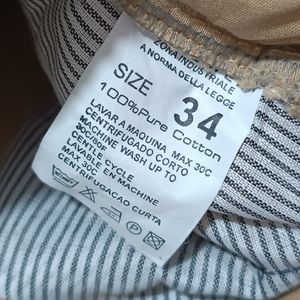 ZONA INDUSTRIALE
A NORMA DELLA LEGGE
SIZE 34
100%Pure Cotton
LAVAR A MAQUINA MAX 30C
CENTRIFUGADO CORTO
MACHINE WASH UP TO
30C/80F
GENTLE CYCLE
LAVABLE EN MACHINE
MAX 30C
CENTRIFUGACAO CURTA